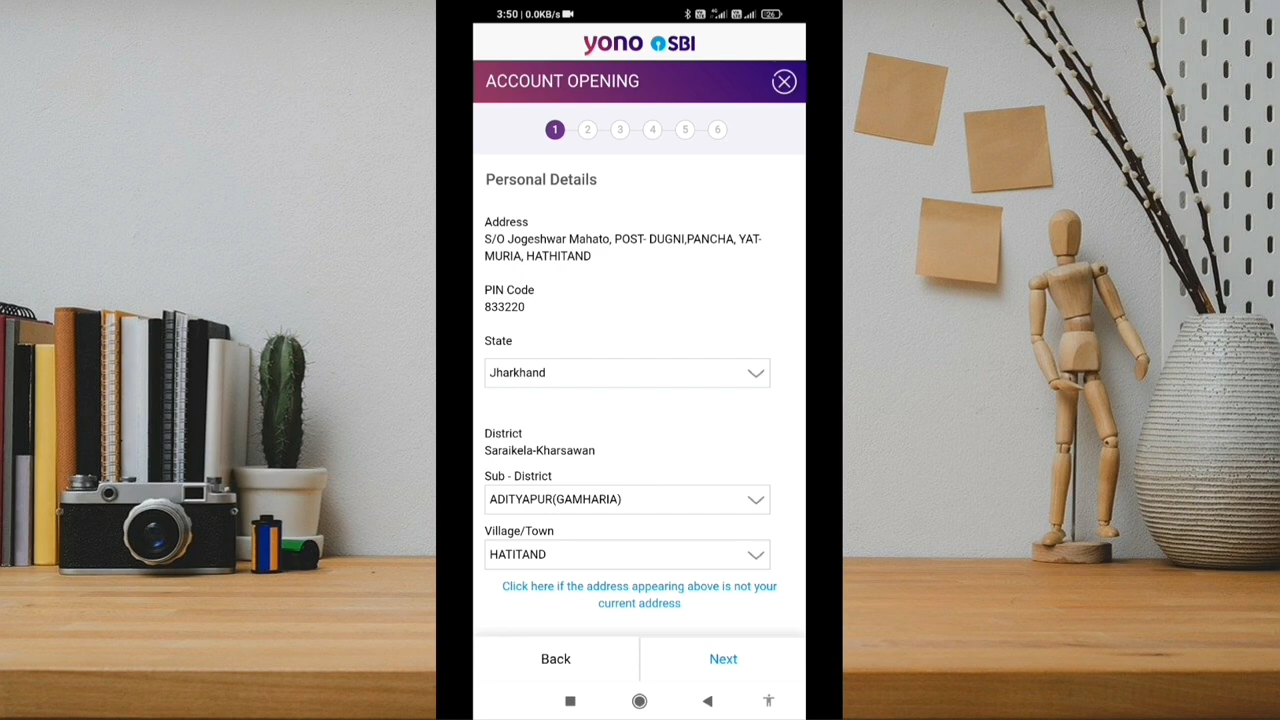 3:50 | 0.0KB/s
4G
26
yono SBI
ACCOUNT OPENING
1 2 3 4 5 6
Personal Details
Address
S/O Jogeshwar Mahato, POST- DUGNI,PANCHA, YAT-
MURIA, HATHITAND
PIN Code
833220
State
Jharkhand
District
Saraikela-Kharsawan
Sub - District
ADITYAPUR(GAMHARIA)
Village/Town
HATITAND
Click here if the address appearing above is not your
current address
Back Next